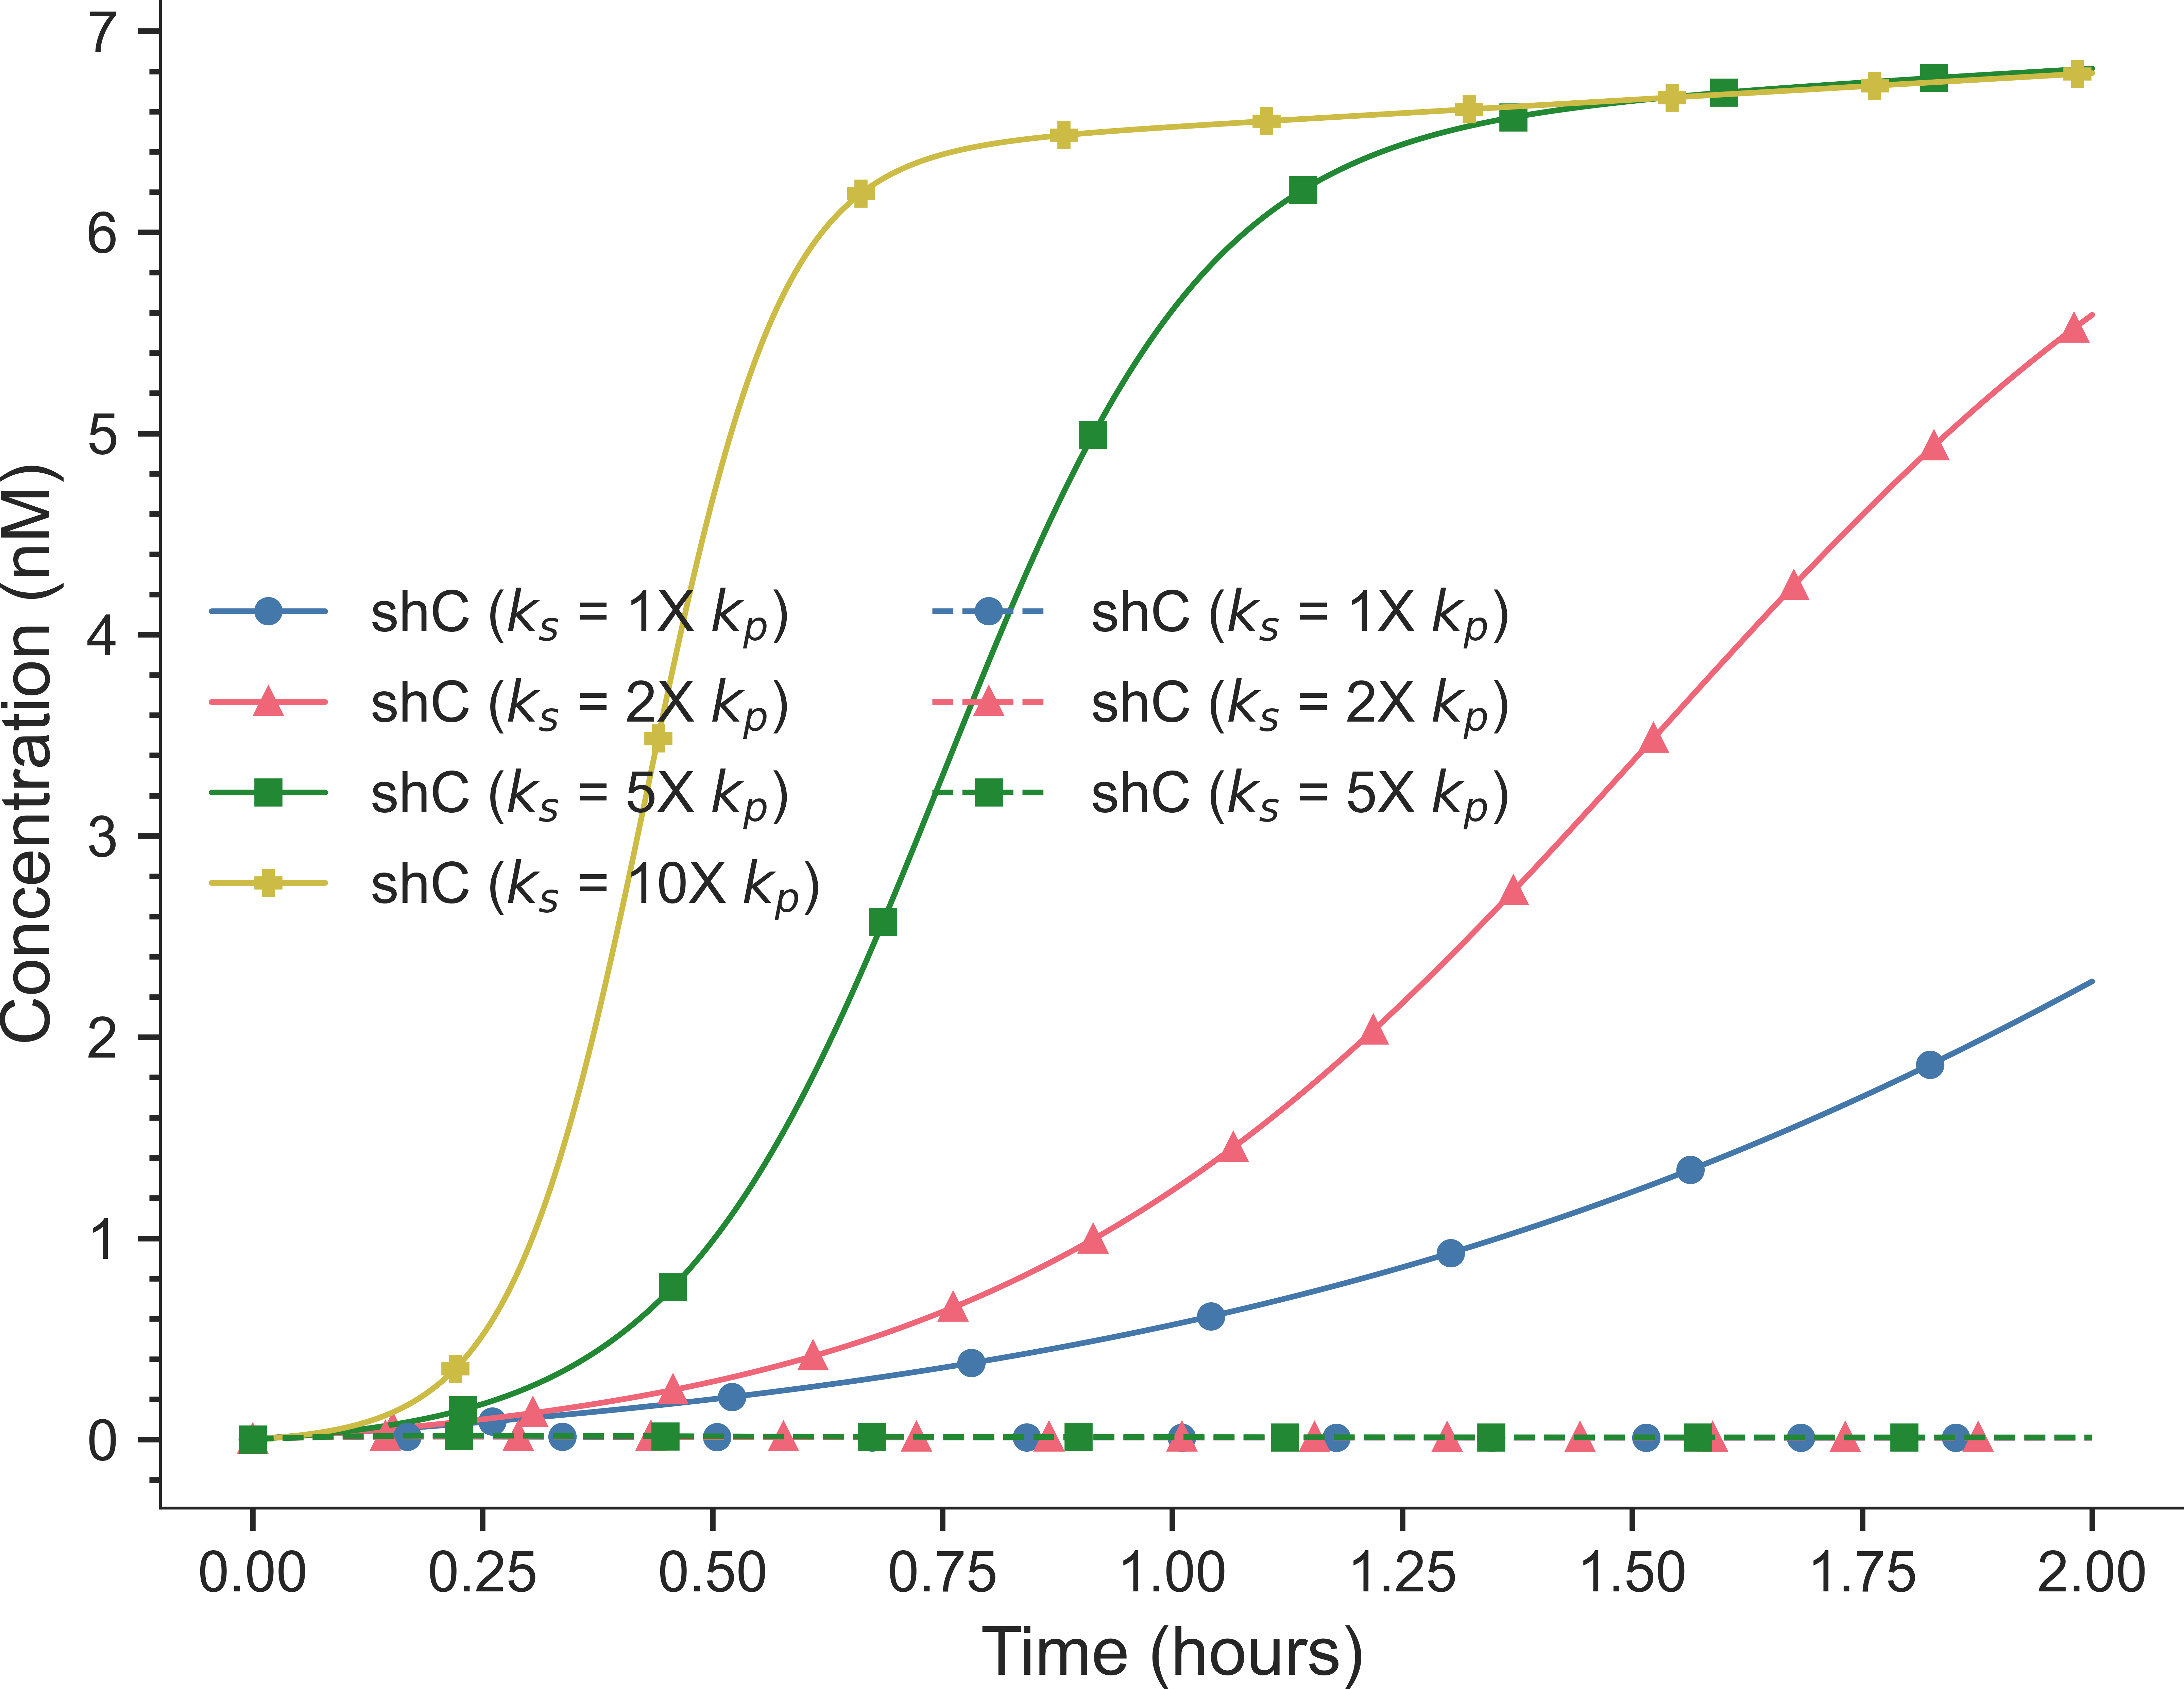 Concentration (nM)
7
6
5
4
3
2
1
0
shC (kₛ = 1X kₚ)
shC (kₛ = 2X kₚ)
shC (kₛ = 5X kₚ)
shC (kₛ = 10X kₚ)
shC (kₛ = 1X kₚ)
shC (kₛ = 2X kₚ)
shC (kₛ = 5X kₚ)
0.00 0.25 0.50 0.75 1.00 1.25 1.50 1.75 2.00
Time (hours)